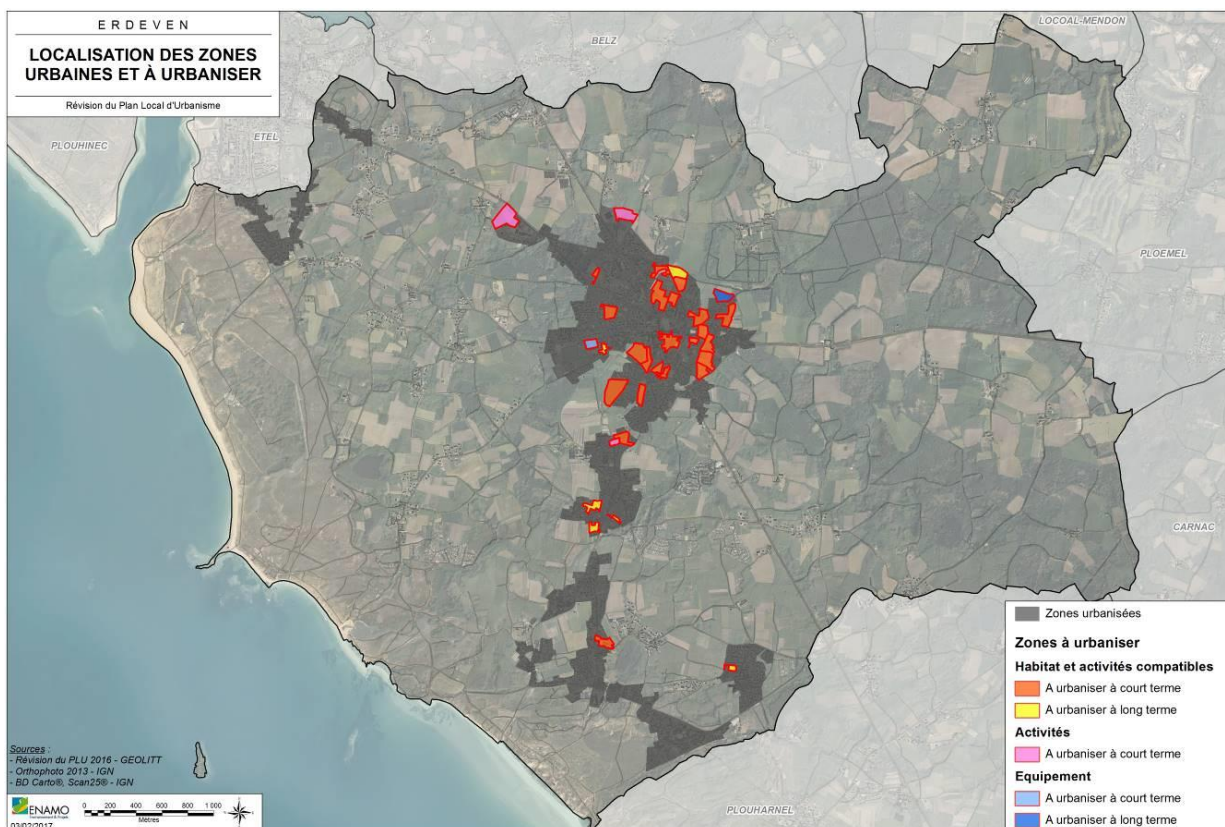 ERDEVEN
LOCALISATION DES ZONES
URBAINES ET À URBANISER
Révision du Plan Local d'Urbanisme
LOCOAL-MENDON
BELZ
ETEL
PLOUHINEC
PLOEMEL
CARNAC
PLOUHARNEL
Zones urbanisées
Zones à urbaniser
Habitat et activités compatibles
A urbaniser à court terme
A urbaniser à long terme
Activités
A urbaniser à court terme
Equipement
A urbaniser à court terme
A urbaniser à long terme
Sources :
- Révision du PLU 2016 - GEOLITT
- Orthophoto 2013 - IGN
- BD Carto®, Scan25® - IGN
ENAMO
0 200 400 600 800 1 000
Mètres
03/02/2017